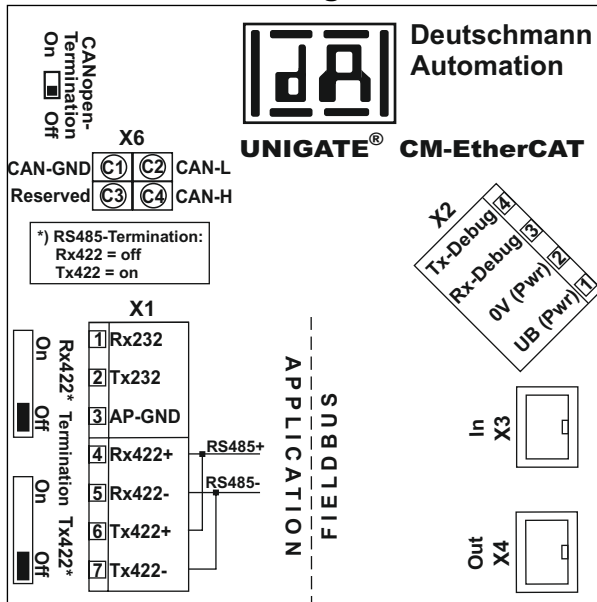 Deutschmann
Automation
UNIGATE® CM-EtherCAT
CANopen-
Termination
On Off
X6
CAN-GND C1 C2 CAN-L
Reserved C3 C4 CAN-H
*) RS485-Termination:
Rx422 = off
Tx422 = on
X2
Tx-Debug 4
Rx-Debug 3
0V (Pwr) 2
UB (Pwr) 1
X1
1 Rx232
2 Tx232
3 AP-GND
4 Rx422+
5 Rx422-
6 Tx422+
7 Tx422-
RS485+
RS485-
Rx422* Termination Tx422*
On Off
On Off
APPLICATION
FIELDBUS
In
X3
Out
X4